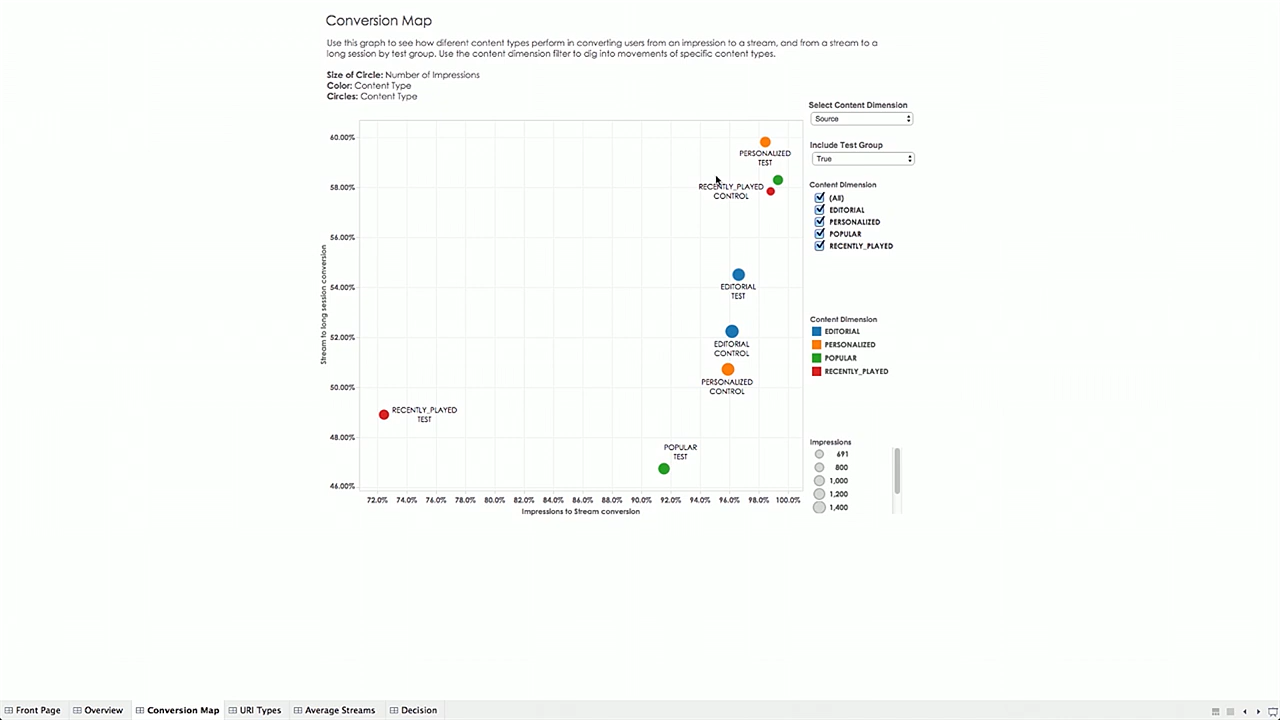 Conversion Map
Use this graph to see how diferent content types perform in converting users from an impression to a stream, and from a stream to a
long session by test group. Use the content dimension filter to dig into movements of specific content types.
Size of Circle: Number of Impressions
Color: Content Type
Circles: Content Type
Select Content Dimension
Source
Include Test Group
True
Content Dimension
(All)
EDITORIAL
PERSONALIZED
POPULAR
RECENTLY_PLAYED
60.00%
58.00%
56.00%
54.00%
52.00%
50.00%
48.00%
46.00%
Stream to long session conversion
PERSONALIZED
TEST
RECENTLY_PLAYED
CONTROL
EDITORIAL
TEST
EDITORIAL
CONTROL
PERSONALIZED
CONTROL
RECENTLY_PLAYED
TEST
POPULAR
TEST
72.0% 74.0% 76.0% 78.0% 80.0% 82.0% 84.0% 86.0% 88.0% 90.0% 92.0% 94.0% 96.0% 98.0% 100.0%
Impressions to Stream conversion
Content Dimension
EDITORIAL
PERSONALIZED
POPULAR
RECENTLY_PLAYED
Impressions
691
800
1,000
1,200
1,400
Front Page Overview Conversion Map URI Types Average Streams Decision